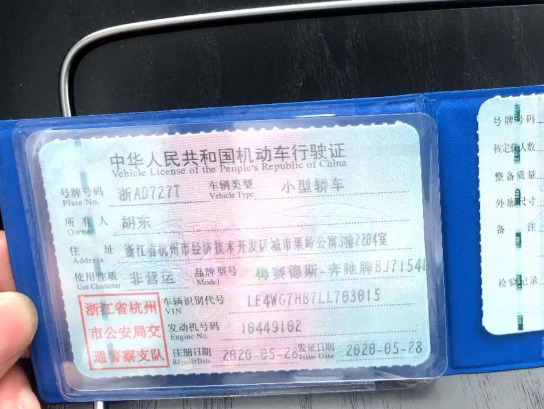 中华人民共和国机动车行驶证
Vehicle License of the People's Republic of China
号牌号码 浙AD727T 车辆类型 小型轿车
Plate No. Vehicle Type
所有人 胡东
Owner
住址 浙江省杭州市经济技术开发区城市果岭公寓3幢2204室
Address
使用性质 非营运 品牌型号 梅赛德斯-奔驰牌BJ7154
Use Character Model
浙江省杭州
市公安局交
通警察支队
车辆识别代号 LE4WG7HB7LL703015
VIN
发动机号码 10449102
Engine No.
注册日期 2020-05-28 发证日期 2020-05-28
Register Date Issue Date
号牌号码
核定 人数
整备质量
外 尺寸
备 注
检验记录